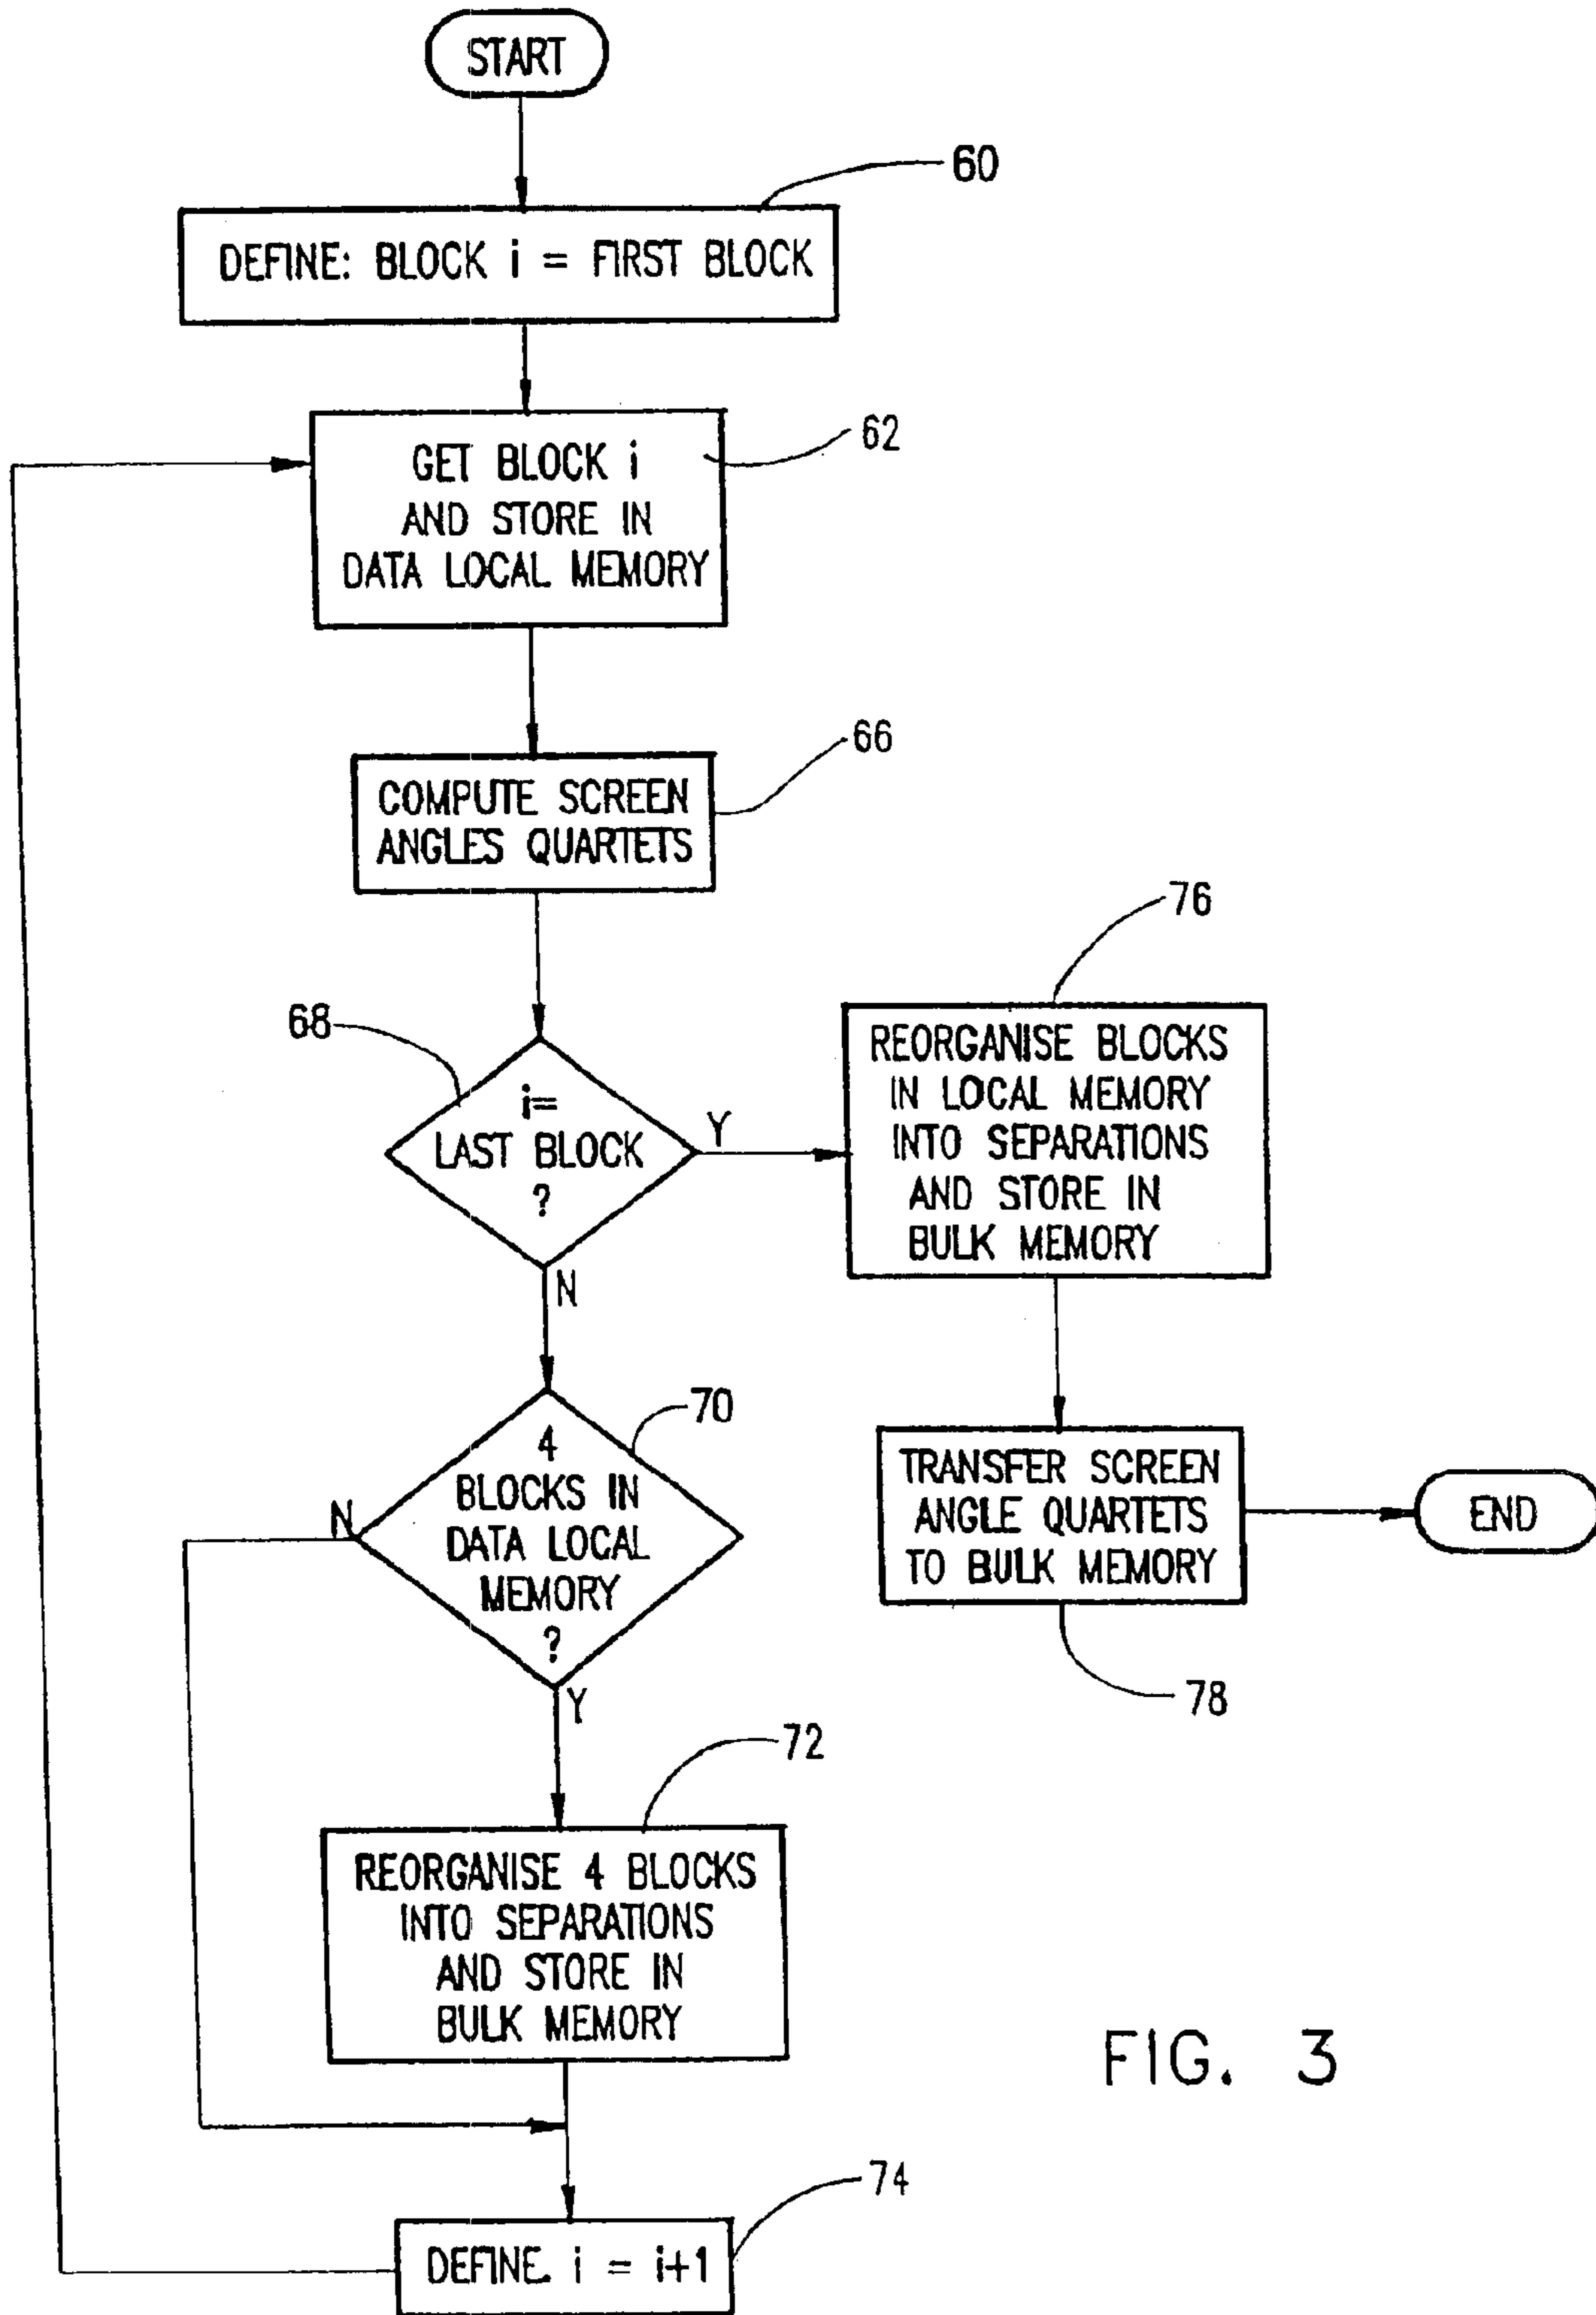 START
60
DEFINE: BLOCK i = FIRST BLOCK
62
GET BLOCK i
AND STORE IN
DATA LOCAL MEMORY
66
COMPUTE SCREEN
ANGLES QUARTETS
68
i=
LAST BLOCK
?
Y
N
76
REORGANISE BLOCKS
IN LOCAL MEMORY
INTO SEPARATIONS
AND STORE IN
BULK MEMORY
70
4
BLOCKS IN
DATA LOCAL
MEMORY
?
N
Y
TRANSFER SCREEN
ANGLE QUARTETS
TO BULK MEMORY
78
END
72
REORGANISE 4 BLOCKS
INTO SEPARATIONS
AND STORE IN
BULK MEMORY
74
DEFINE. i = i+1
FIG. 3